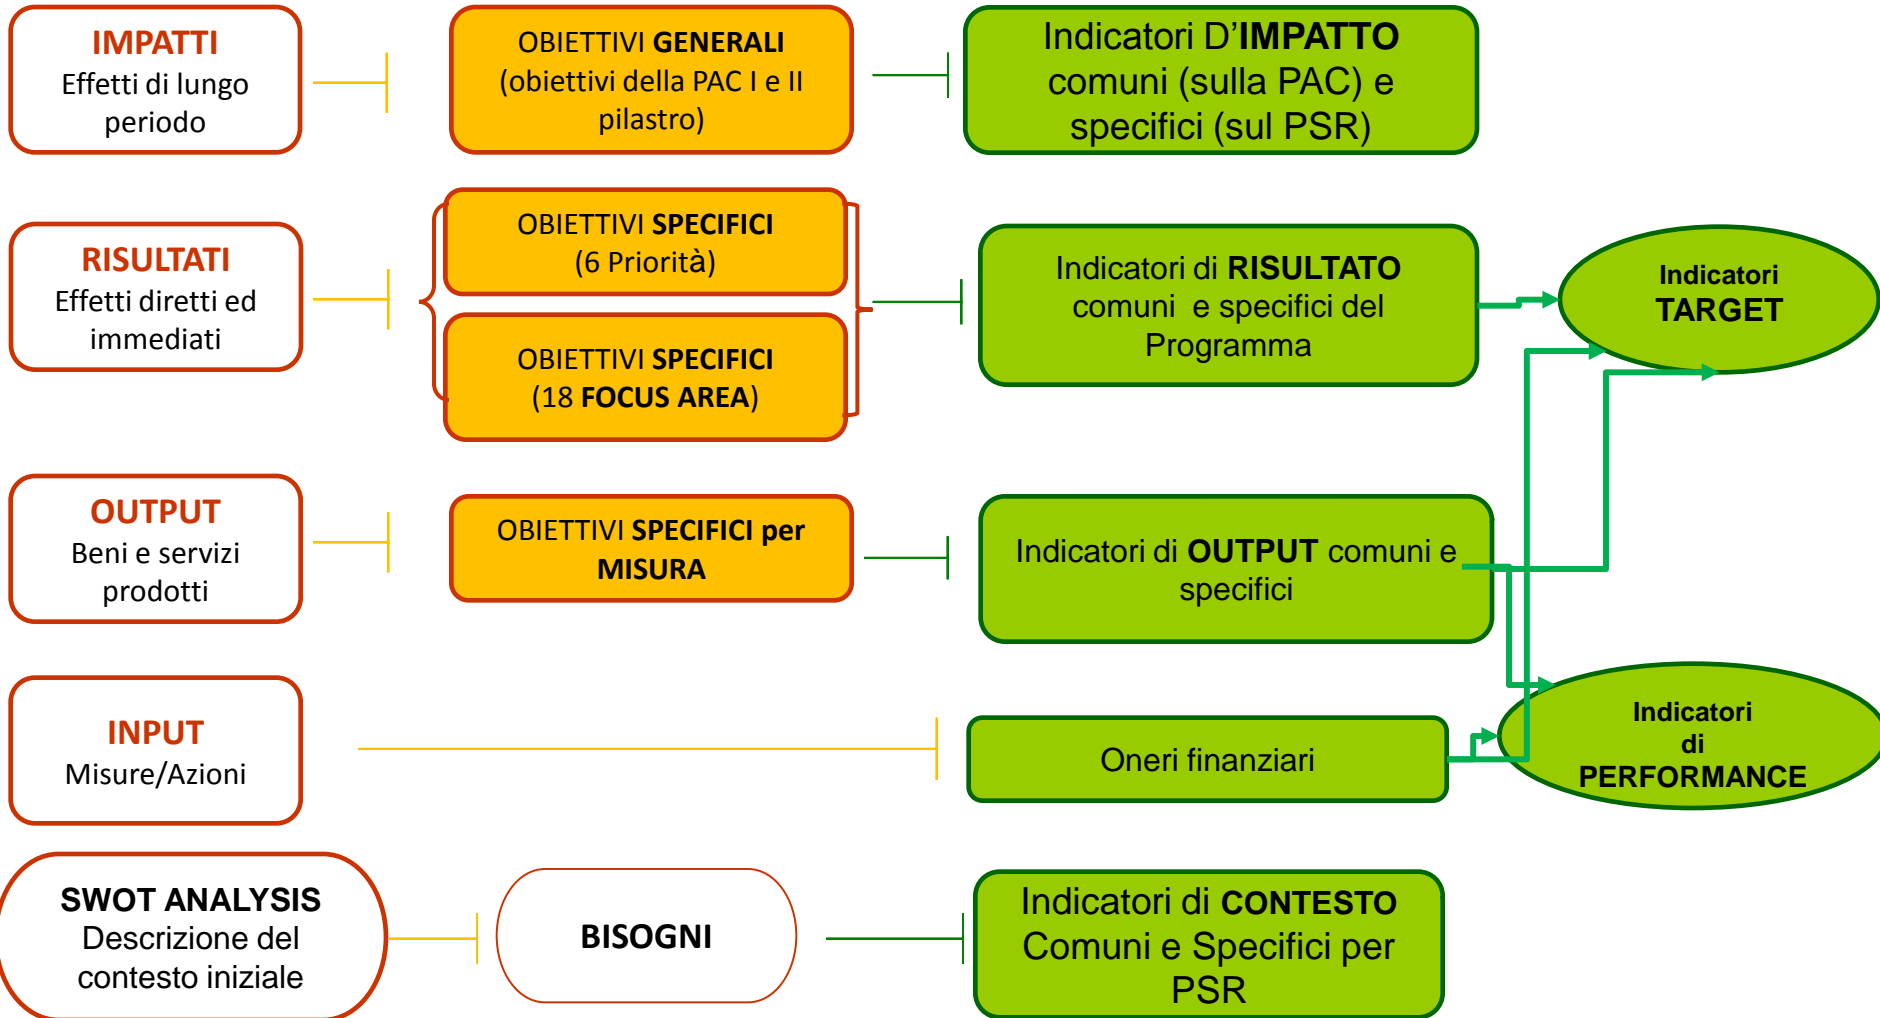 IMPATTI
Effetti di lungo
periodo
OBIETTIVI GENERALI
(obiettivi della PAC I e II
pilastro)
Indicatori D'IMPATTO
comuni (sulla PAC) e
specifici (sul PSR)
RISULTATI
Effetti diretti ed
immediati
OBIETTIVI SPECIFICI
(6 Priorità)
OBIETTIVI SPECIFICI
(18 FOCUS AREA)
Indicatori di RISULTATO
comuni e specifici del
Programma
Indicatori
TARGET
OUTPUT
Beni e servizi
prodotti
OBIETTIVI SPECIFICI per
MISURA
Indicatori di OUTPUT comuni e
specifici
INPUT
Misure/Azioni
Oneri finanziari
Indicatori
di
PERFORMANCE
SWOT ANALYSIS
Descrizione del
contesto iniziale
BISOGNI
Indicatori di CONTESTO
Comuni e Specifici per
PSR